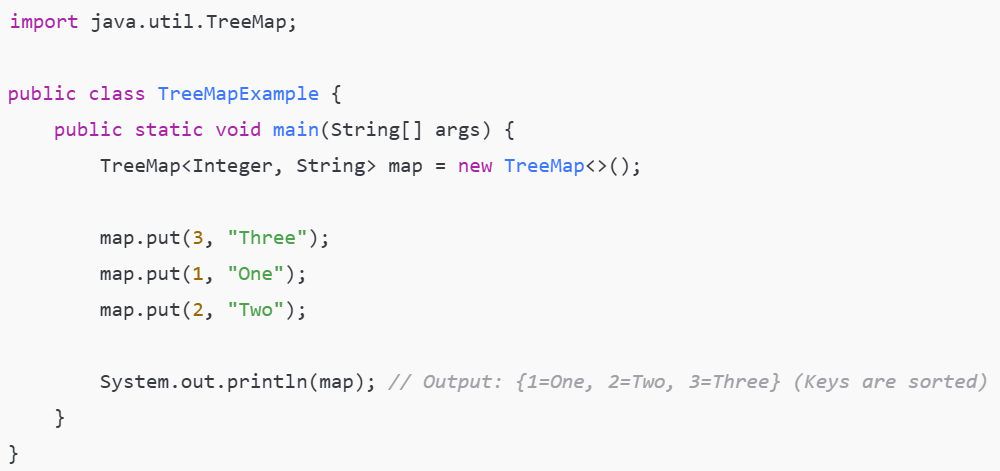 import java.util.TreeMap;
public class TreeMapExample {
public static void main(String[] args) {
TreeMap<Integer, String> map = new TreeMap<>();
map.put(3, "Three");
map.put(1, "One");
map.put(2, "Two");
System.out.println(map); // Output: {1=One, 2=Two, 3=Three} (Keys are sorted)
}
}